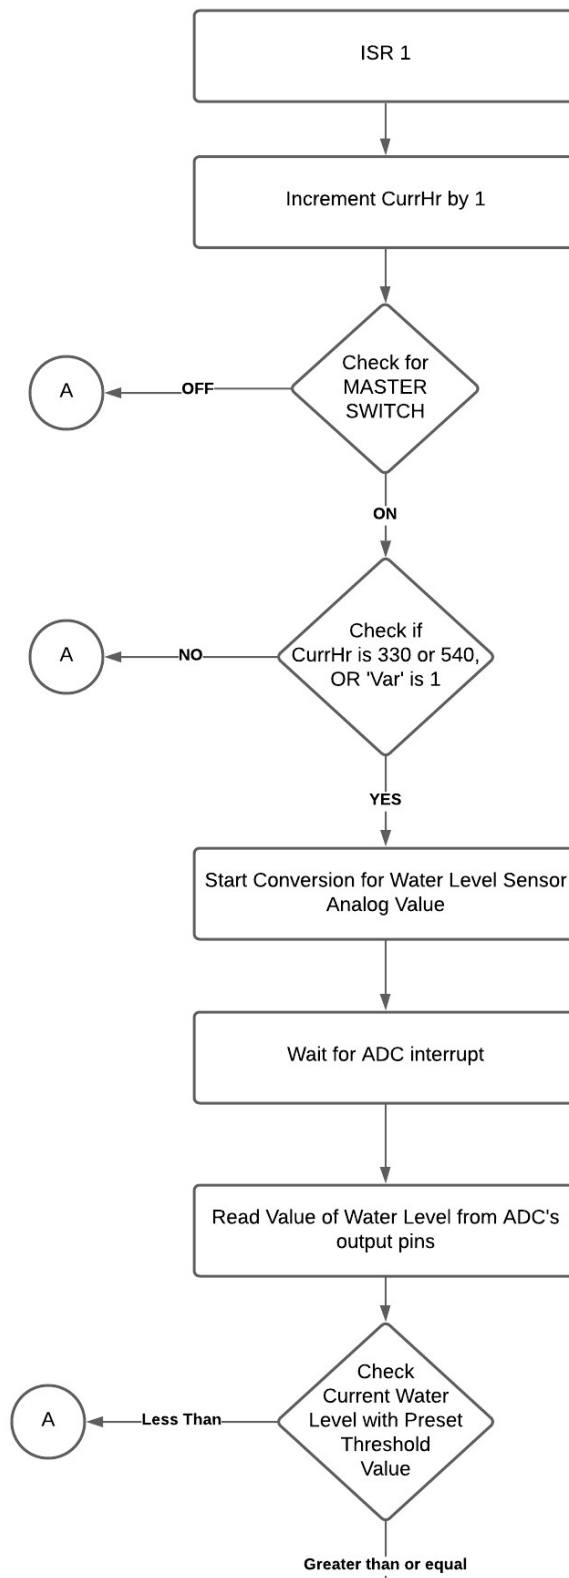 ISR 1
Increment CurrHr by 1
Check for
MASTER
SWITCH
A
OFF
ON
Check if
CurrHr is 330 or 540,
OR 'Var' is 1
A
NO
YES
Start Conversion for Water Level Sensor
Analog Value
Wait for ADC interrupt
Read Value of Water Level from ADC's
output pins
Check
Current Water
Level with Preset
Threshold
Value
A
Less Than
Greater than or equal